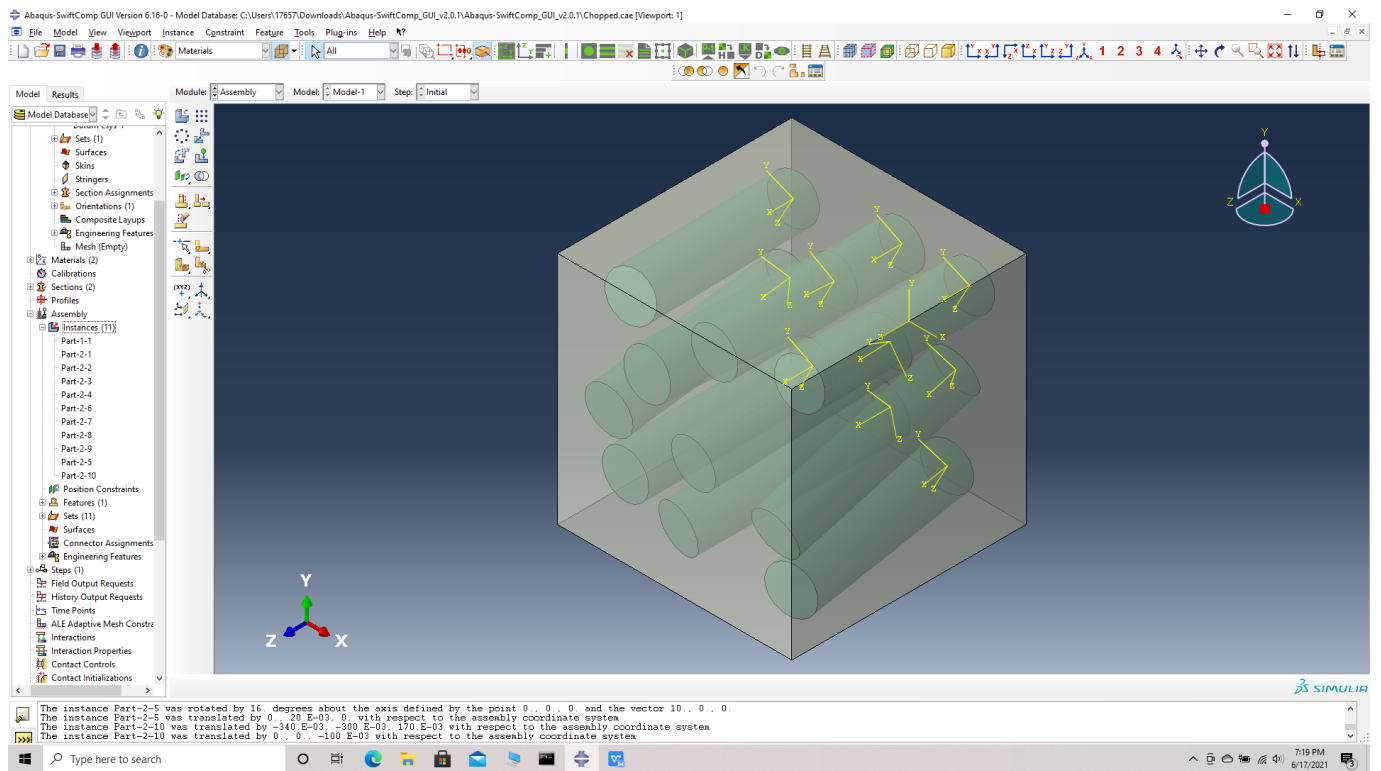 Abaqus-SwiftComp GUI Version 6.16-0 - Model Database: C:\Users\17657\Downloads\Abaqus-SwiftComp_GUI_v2.0.1\Abaqus-SwiftComp_GUI_v2.0.1\Chopped.cae [Viewport: 1]
File Model View Viewport Instance Constraint Feature Tools Plug-ins Help
Materials All 1 2 3 4
Model Results Module: Assembly Model: Model-1 Step: Initial
Model Database
Sets (1)
Surfaces
Skins
Stringers
Section Assignments
Orientations (1)
Composite Layups
Engineering Features
Mesh (Empty)
Materials (2)
Calibrations
Sections (2)
Profiles
Assembly
Instances (11)
Part-1-1
Part-2-1
Part-2-2
Part-2-3
Part-2-4
Part-2-6
Part-2-7
Part-2-8
Part-2-9
Part-2-5
Part-2-10
Position Constraints
Features (1)
Sets (11)
Surfaces
Connector Assignments
Engineering Features
Steps (1)
Field Output Requests
History Output Requests
Time Points
ALE Adaptive Mesh Constra
Interactions
Interaction Properties
Contact Controls
Contact Initializations
(XYZ)
Y
Z X
Y
Z X
SIMULIA
The instance Part-2-5 was rotated by 16. degrees about the axis defined by the point 0., 0., 0. and the vector 10., 0., 0.
The instance Part-2-5 was translated by 0., 20.E-03, 0. with respect to the assembly coordinate system
The instance Part-2-10 was translated by -340.E-03, -300.E-03, 170.E-03 with respect to the assembly coordinate system
The instance Part-2-10 was translated by 0., 0., -100.E-03 with respect to the assembly coordinate system
Type here to search
7:19 PM
6/17/2021